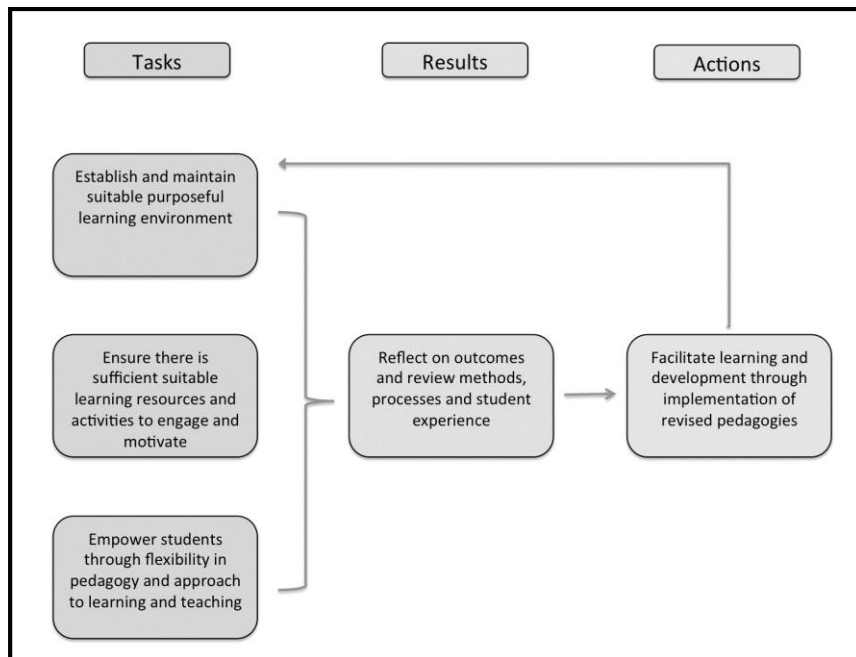 Tasks
Results
Actions
Establish and maintain
suitable purposeful
learning environment
Ensure there is
sufficient suitable
learning resources and
activities to engage and
motivate
Reflect on outcomes
and review methods,
processes and student
experience
Facilitate learning and
development through
implementation of
revised pedagogies
Empower students
through flexibility in
pedagogy and approach
to learning and teaching